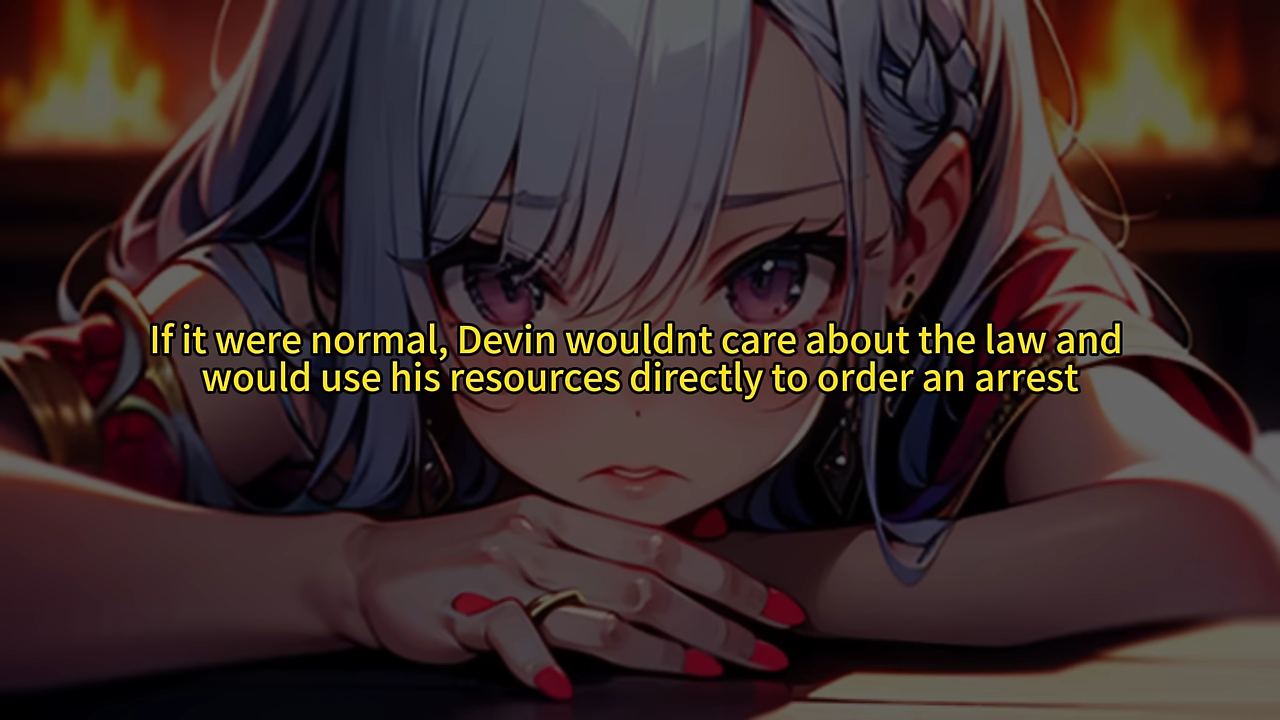 If it were normal, Devin wouldnt care about the law and
would use his resources directly to order an arrest